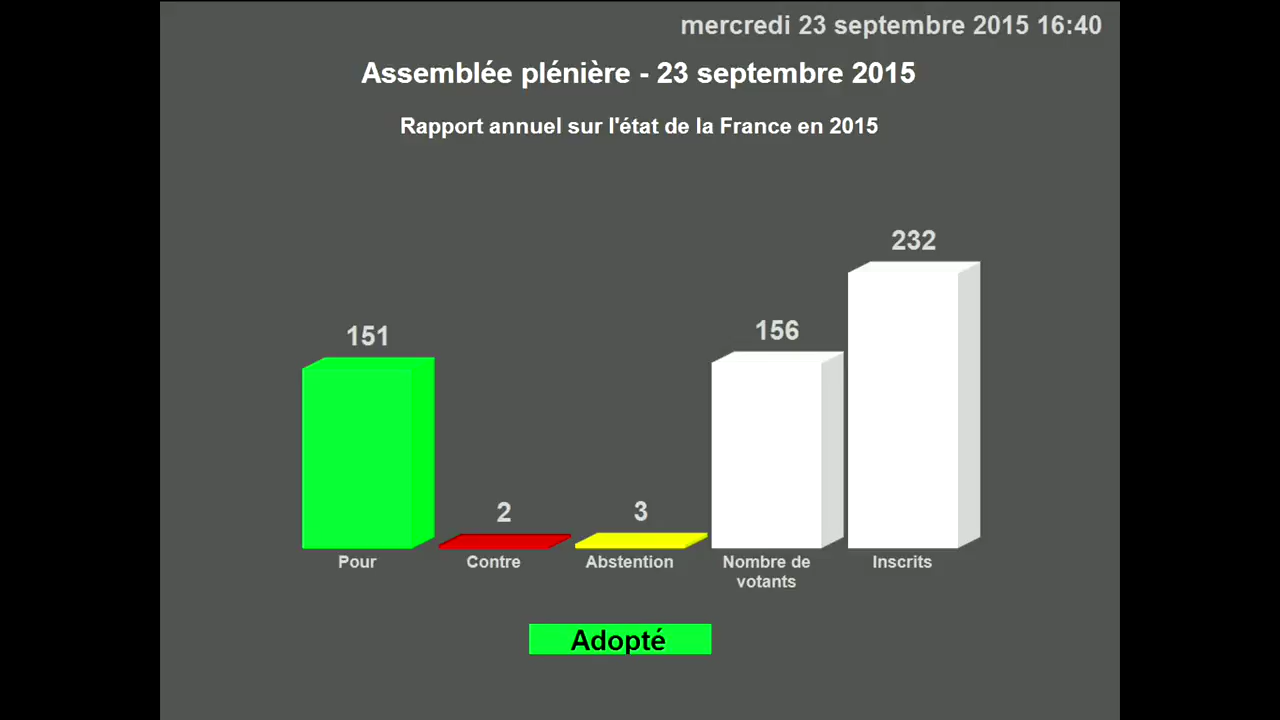 mercredi 23 septembre 2015 16:40
Assemblée plénière - 23 septembre 2015
Rapport annuel sur l'état de la France en 2015
232
151
156
2
3
Pour
Contre
Abstention
Nombre de
votants
Inscrits
Adopté